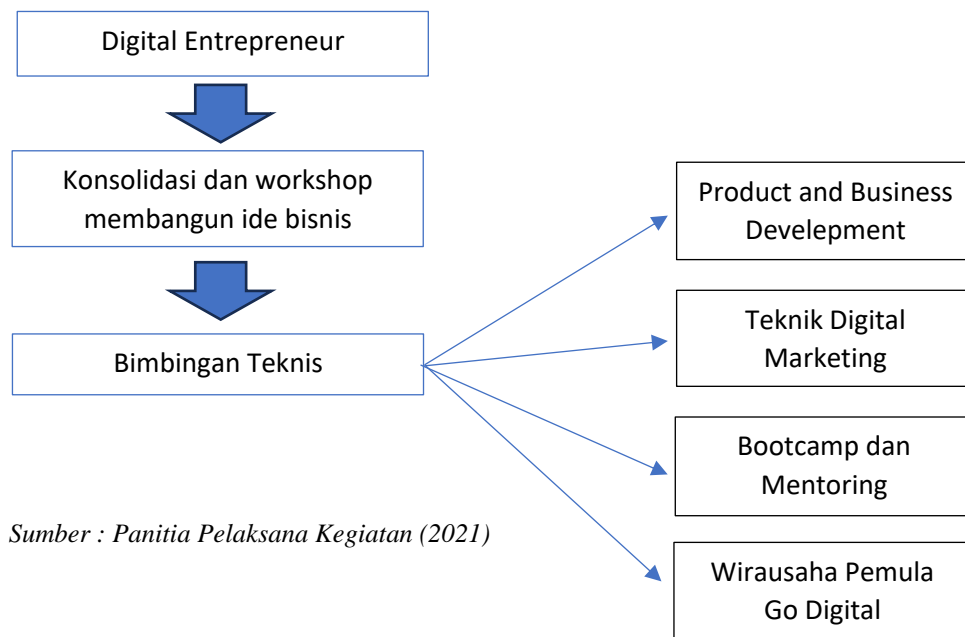 Digital Entrepreneur
Konsolidasi dan workshop
membangun ide bisnis
Bimbingan Teknis
Product and Business
Develepment
Teknik Digital
Marketing
Bootcamp dan
Mentoring
Wirausaha Pemula
Go Digital
Sumber : Panitia Pelaksana Kegiatan (2021)